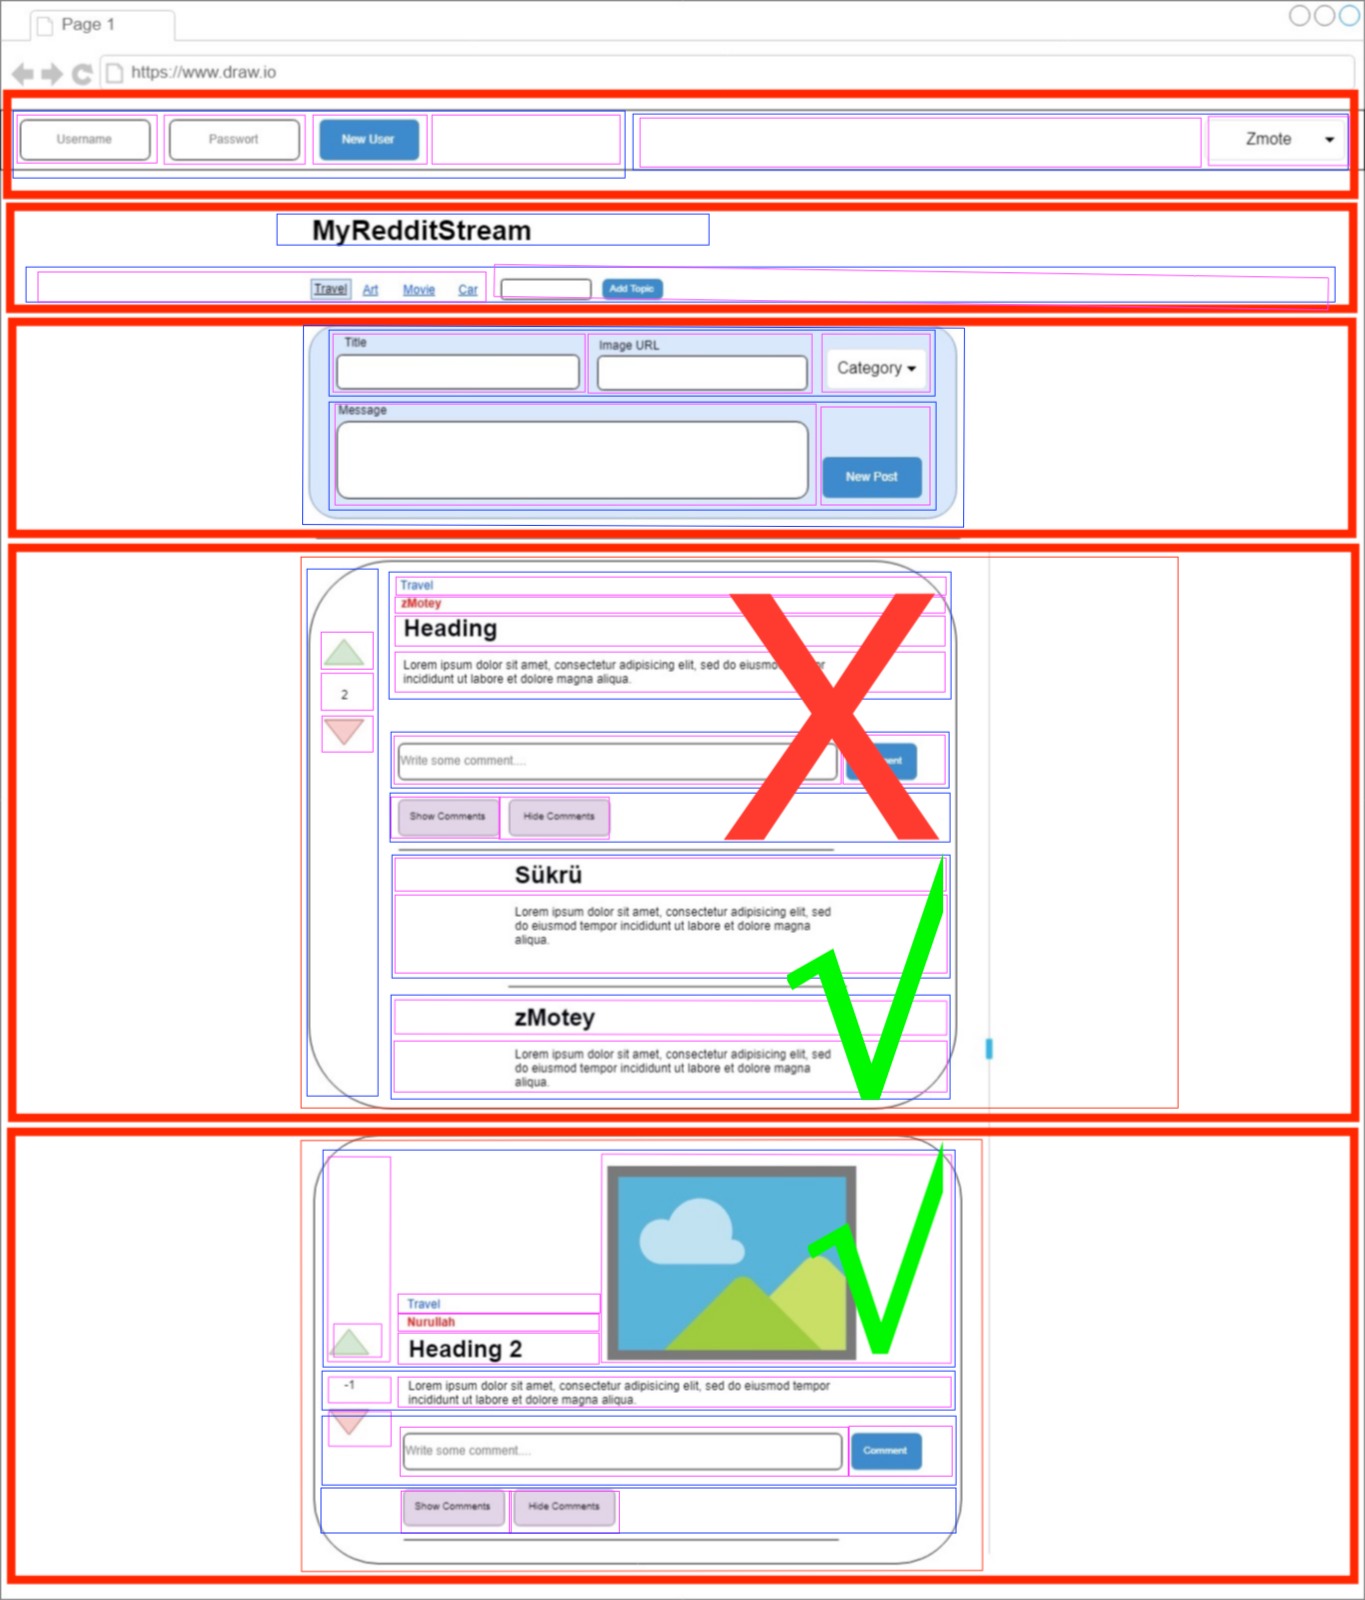 Page 1
https://www.draw.io
Username Passwort New User Zmote
MyRedditStream
Travel Art Movie Car Add Topic
Title Image URL
Category
Message
New Post
Travel
zMotey
Heading
Lorem ipsum dolor sit amet, consectetur adipisicing elit, sed do
incididunt ut labore et dolore magna aliqua.
2
Write some comment....
Show Comments Hide Comments
Sükrü
Lorem ipsum dolor sit amet, consectetur adipisicing elit, sed
do eiusmod tempor incididunt ut labore et dolore magna
aliqua.
zMotey
Lorem ipsum dolor sit amet, consectetur adipisicing elit, sed
do eiusmod tempor incididunt ut labore et dolore magna
aliqua.
Travel
Nurullah
Heading 2
-1
Lorem ipsum dolor sit amet, consectetur adipisicing elit, sed do eiusmod tempor
incididunt ut labore et dolore magna aliqua.
Write some comment.... Comment
Show Comments Hide Comments